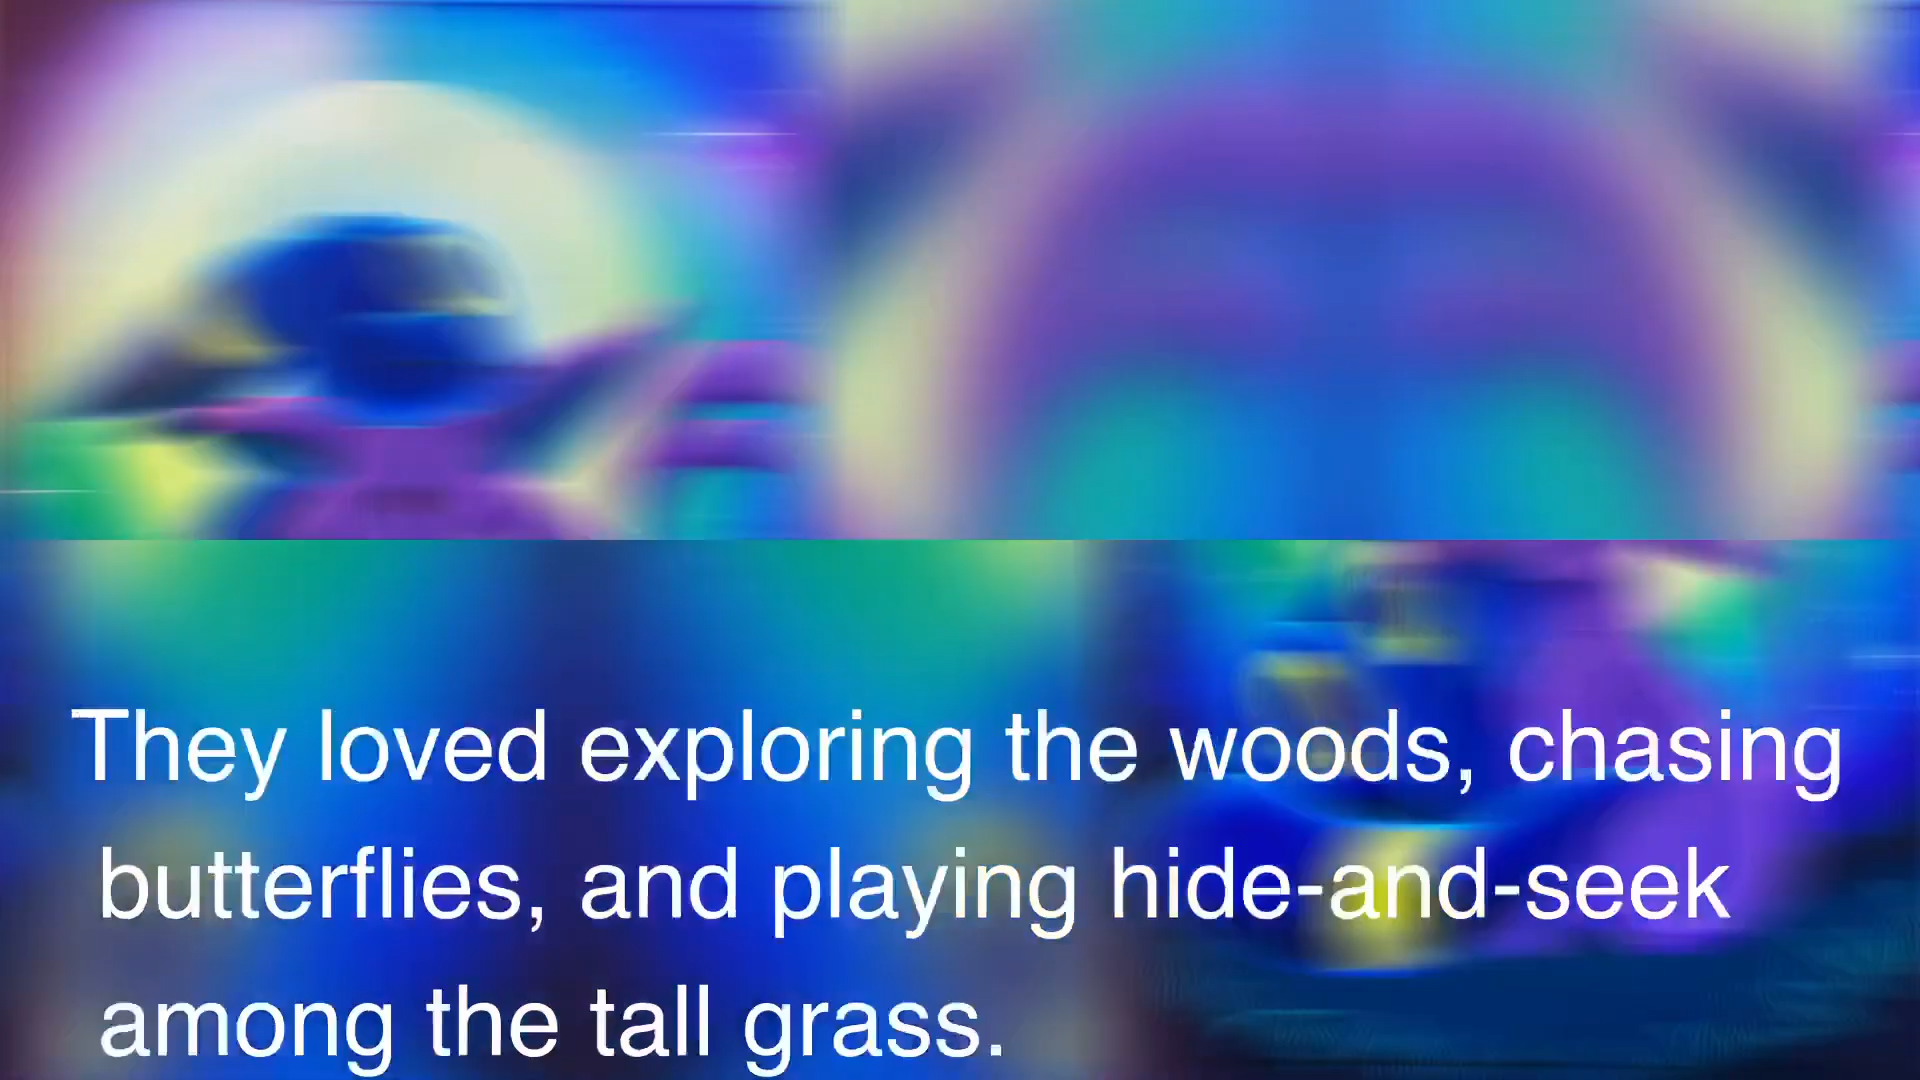 They loved exploring the woods, chasing
butterflies, and playing hide-and-seek
among the tall grass.